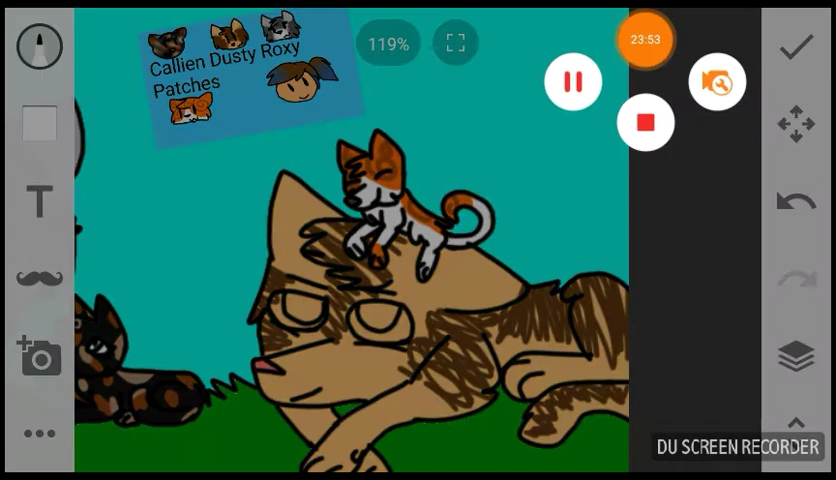 119%
23:53
Callien Dusty Roxy
Patches
T
DU SCREEN RECORDER